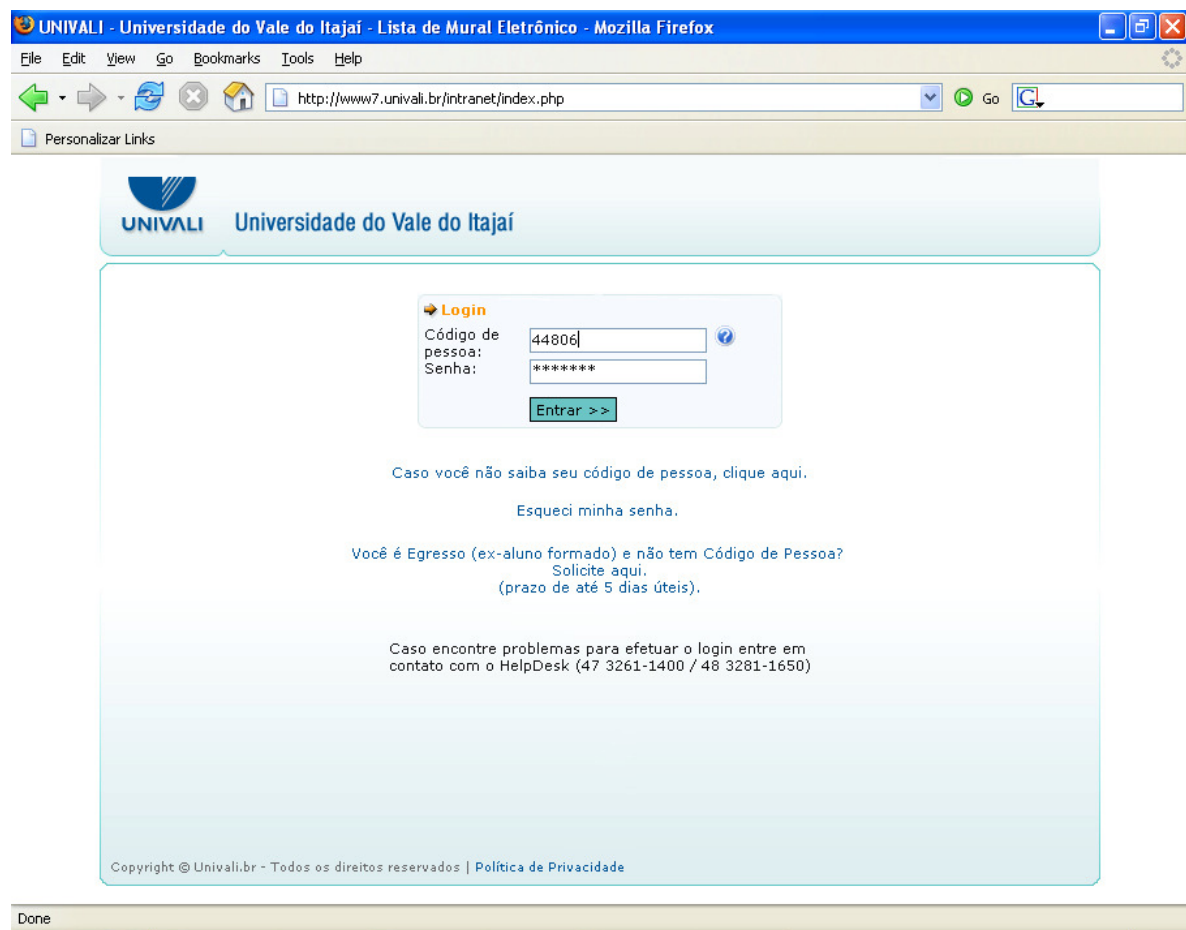 UNIVALI - Universidade do Vale do Itajaí - Lista de Mural Eletrônico - Mozilla Firefox
File Edit View Go Bookmarks Tools Help
http://www7.univali.br/intranet/index.php Go G
Personalizar Links
UNIVALI Universidade do Vale do Itajaí
Login
Código de
pessoa: 44806
Senha: *******
Entrar >>
Caso você não saiba seu código de pessoa, clique aqui.
Esqueci minha senha.
Você é Egresso (ex-aluno formado) e não tem Código de Pessoa?
Solicite aqui.
(prazo de até 5 dias úteis).
Caso encontre problemas para efetuar o login entre em
contato com o HelpDesk (47 3261-1400 / 48 3281-1650)
Copyright © Univali.br - Todos os direitos reservados | Política de Privacidade
Done